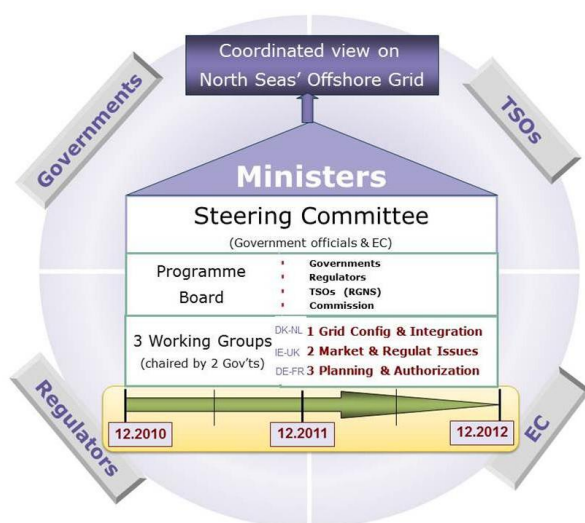 Coordinated view on
North Seas' Offshore Grid
Governments
TSOs
Ministers
Steering Committee
(Government officials & EC)
Programme
Board
Governments
Regulators
TSOs (RGNS)
Commission
3 Working Groups
(chaired by 2 Gov'ts)
DK-NL 1 Grid Config & Integration
IE-UK 2 Market & Regulat Issues
DE-FR 3 Planning & Authorization
Regulators
EC
12.2010
12.2011
12.2012